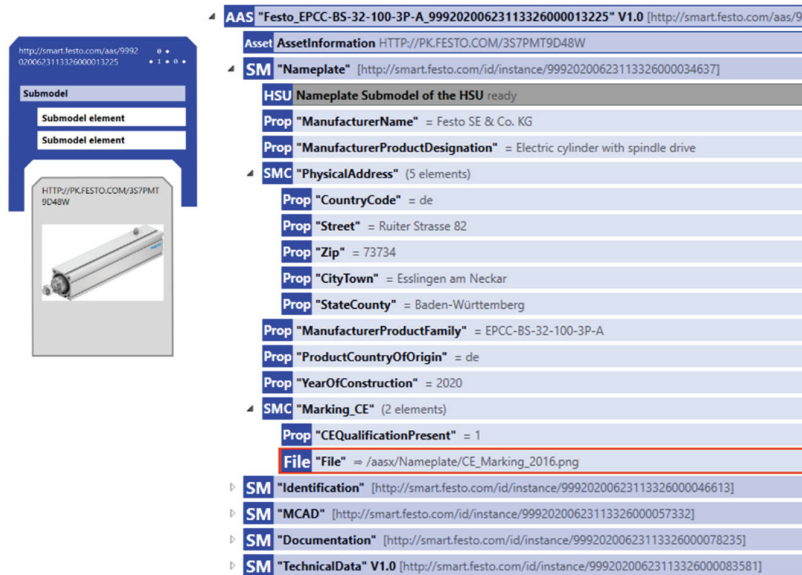 http://smart.festo.com/aas/9992
020062311332600001322​5
Submodel
Submodel element
Submodel element
HTTP://PK.FESTO.COM/3S7PMT
9D48W
AAS "Festo_EPCC-BS-32-100-3P-A_99920200623113326000013225" V1.0 [http://smart.festo.com/aas/9
Asset AssetInformation HTTP://PK.FESTO.COM/3S7PMT9D48W
SM "Nameplate" [http://smart.festo.com/id/instance/99920200623113326000034637]
HSU Nameplate Submodel of the HSU ready
Prop "ManufacturerName" = Festo SE & Co. KG
Prop "ManufacturerProductDesignation" = Electric cylinder with spindle drive
SMC "PhysicalAddress" (5 elements)
Prop "CountryCode" = de
Prop "Street" = Ruiter Strasse 82
Prop "Zip" = 73734
Prop "CityTown" = Esslingen am Neckar
Prop "StateCounty" = Baden-Württemberg
Prop "ManufacturerProductFamily" = EPCC-BS-32-100-3P-A
Prop "ProductCountryOfOrigin" = de
Prop "YearOfConstruction" = 2020
SMC "Marking_CE" (2 elements)
Prop "CEQualificationPresent" = 1
File "File" ⇒ /aasx/Nameplate/CE_Marking_2016.png
SM "Identification" [http://smart.festo.com/id/instance/99920200623113326000046613]
SM "MCAD" [http://smart.festo.com/id/instance/99920200623113326000057332]
SM "Documentation" [http://smart.festo.com/id/instance/99920200623113326000078235]
SM "TechnicalData" V1.0 [http://smart.festo.com/id/instance/99920200623113326000083581]